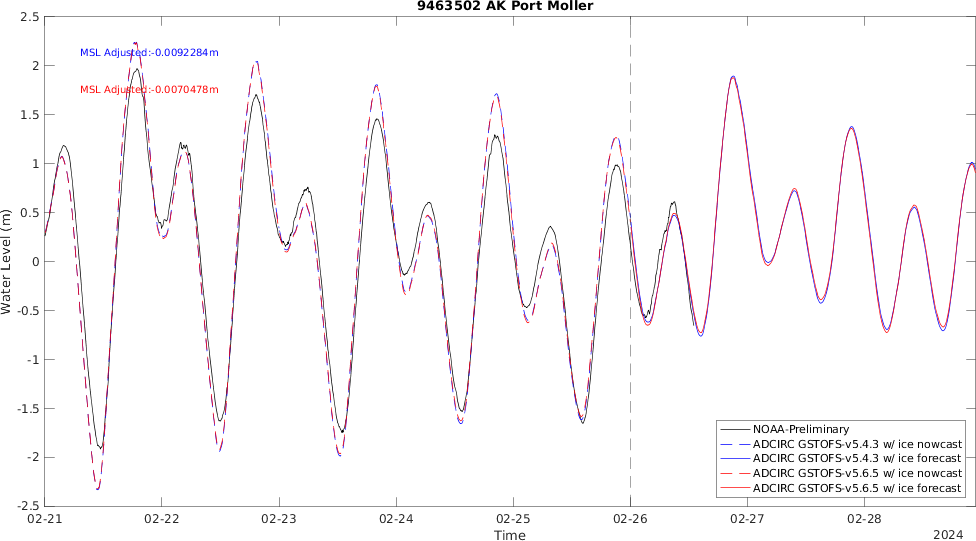 9463502 AK Port Moller
MSL Adjusted:-0.0092284m
MSL Adjusted:-0.0070478m
Water Level (m)
2.5
2
1.5
1
0.5
0
-0.5
-1
-1.5
-2
-2.5
NOAA-Preliminary
ADCIRC GSTOFS-v5.4.3 w/ ice nowcast
ADCIRC GSTOFS-v5.4.3 w/ ice forecast
ADCIRC GSTOFS-v5.6.5 w/ ice nowcast
ADCIRC GSTOFS-v5.6.5 w/ ice forecast
02-21 02-22 02-23 02-24 02-25 02-26 02-27 02-28
Time
2024